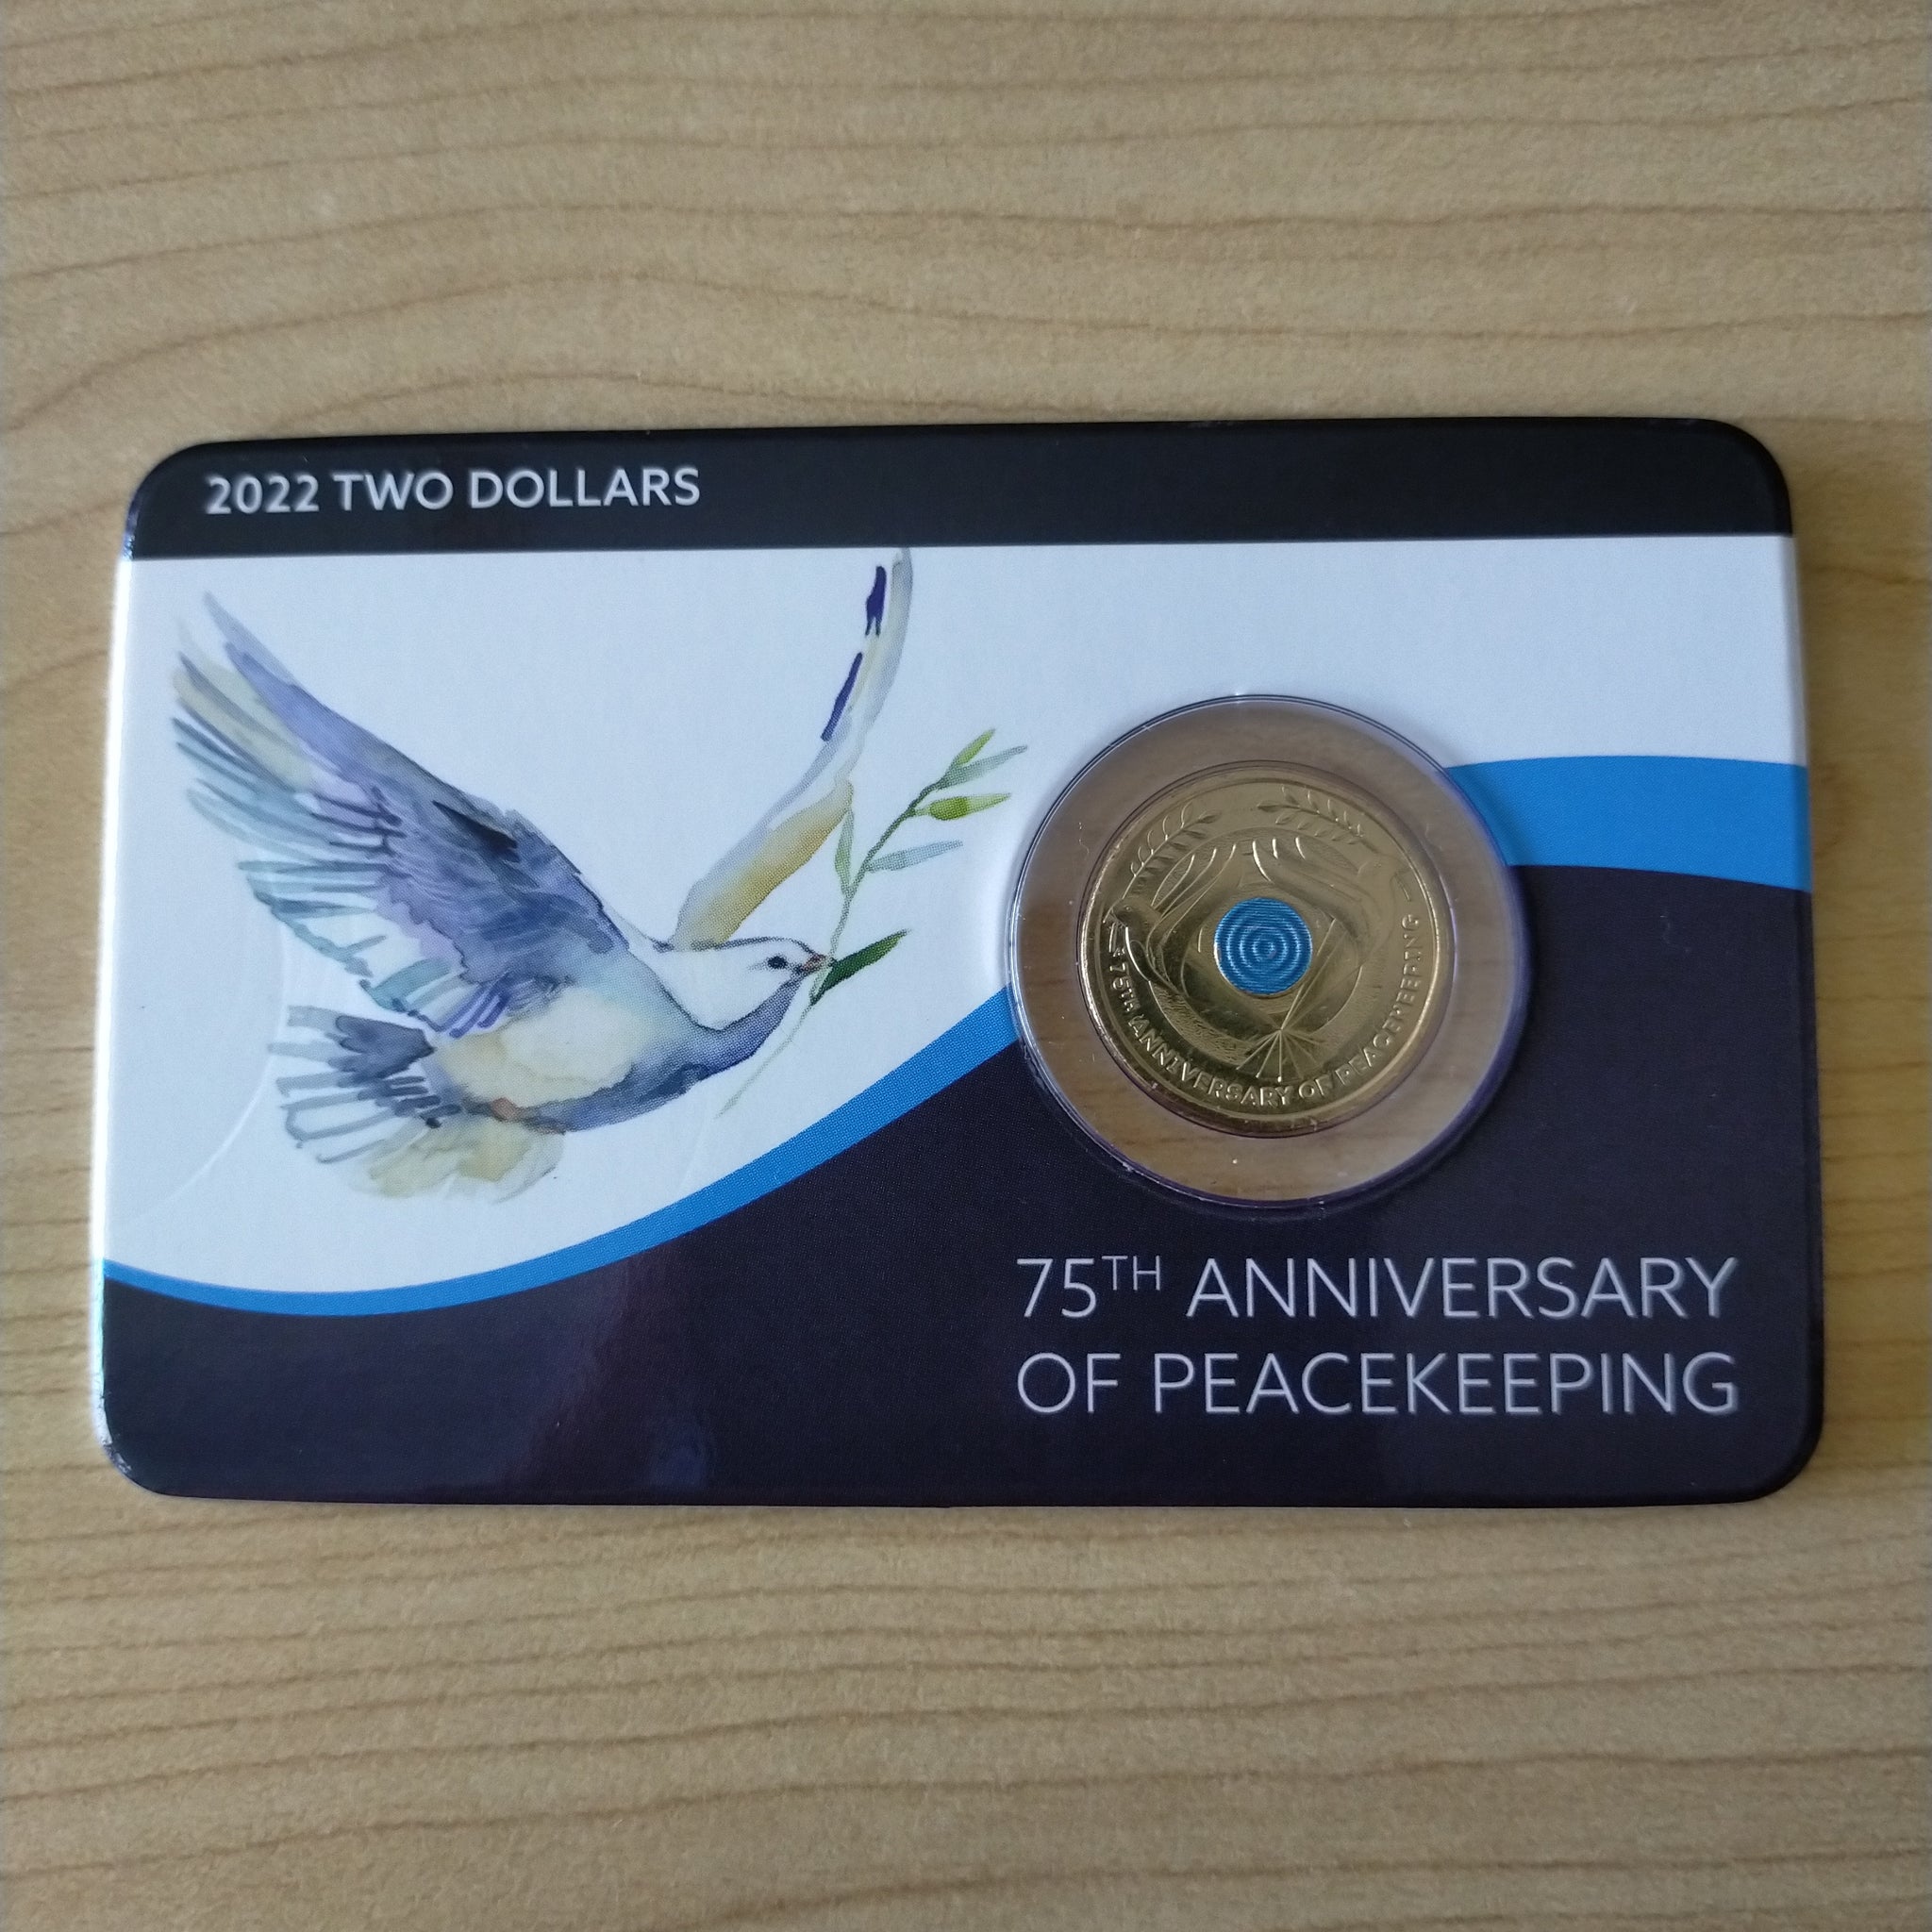 2022 TWO DOLLARS
75TH ANNIVERSARY OF PEACEKEEPING
75TH ANNIVERSARY
OF PEACEKEEPING